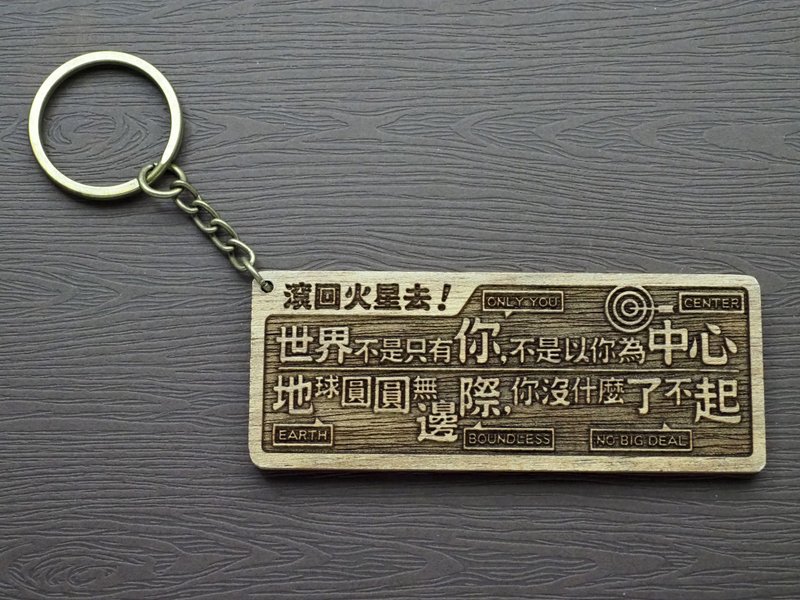 滾回火星去!
ONLY YOU
CENTER
世界不是只有你,不是以你為中心
地球圓圓無邊際,你沒什麼了不起
EARTH
BOUNDLESS
NO BIG DEAL